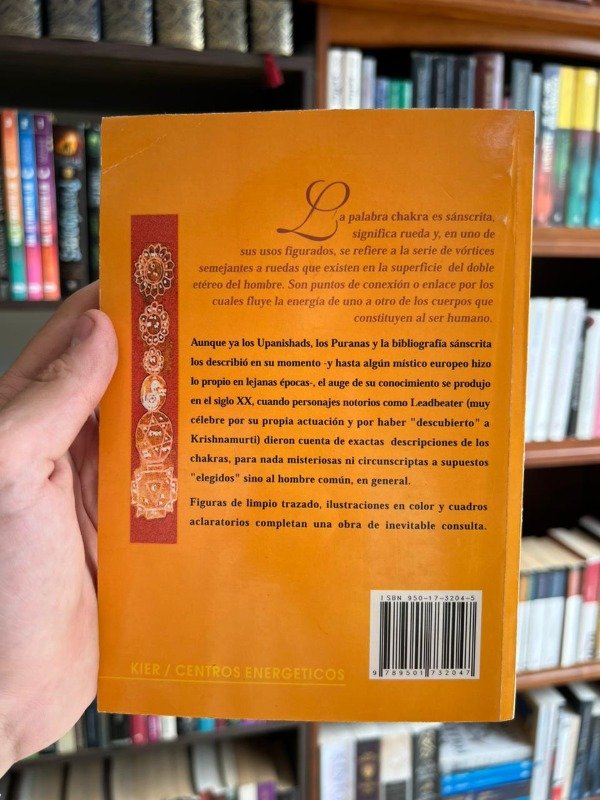 La palabra chakra es sánscrita,
significa rueda y, en uno de
sus usos figurados, se refiere a la serie de vórtices
semejantes a ruedas que existen en la superficie del doble
etéreo del hombre. Son puntos de conexión o enlace por los
cuales fluye la energía de uno a otro de los cuerpos que
constituyen al ser humano.
Aunque ya los Upanishads, los Puranas y la bibliografía sánscrita
los describió en su momento -y hasta algún místico europeo hizo
lo propio en lejanas épocas-, el auge de su conocimiento se produjo
en el siglo XX, cuando personajes notorios como Leadbeater (muy
célebre por su propia actuación y por haber "descubierto" a
Krishnamurti) dieron cuenta de exactas descripciones de los
chakras, para nada misteriosas ni circunscriptas a supuestos
"elegidos" sino al hombre común, en general.
Figuras de limpio trazado, ilustraciones en color y cuadros
aclaratorios completan una obra de inevitable consulta.
ISBN 950-17-3204-5
9 789501 732047
KIER / CENTROS ENERGETICOS